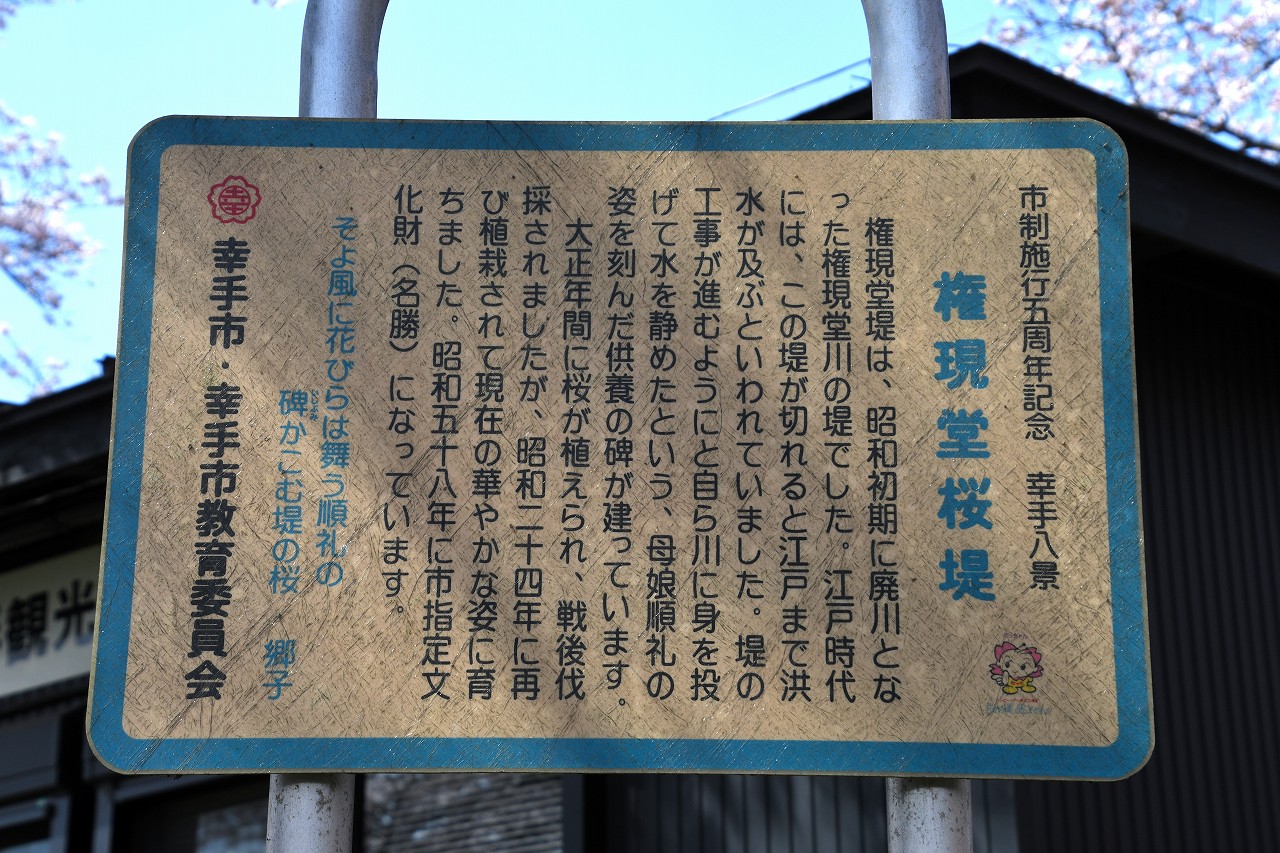 市制施行五周年記念　幸手八景
権現堂桜堤
権現堂堤は、昭和初期に廃川とな
った権現堂川の堤でした。江戸時代
には、この堤が切れると江戸まで洪
水が及ぶといわれていました。堤の
工事が進むようにと自ら川に身を投
げて水を静めたという、母娘順礼の
姿を刻んだ供養の碑が建っています。
大正年間に桜が植えられ、戦後伐
採されましたが、昭和二十四年に再
び植栽されて現在の華やかな姿に育
ちました。昭和五十八年に市指定文
化財（名勝）になっています。
そよ風に花びらは舞う順礼の
碑かこむ堤の桜　郷子
幸手市・幸手市教育委員会
幸手
観光